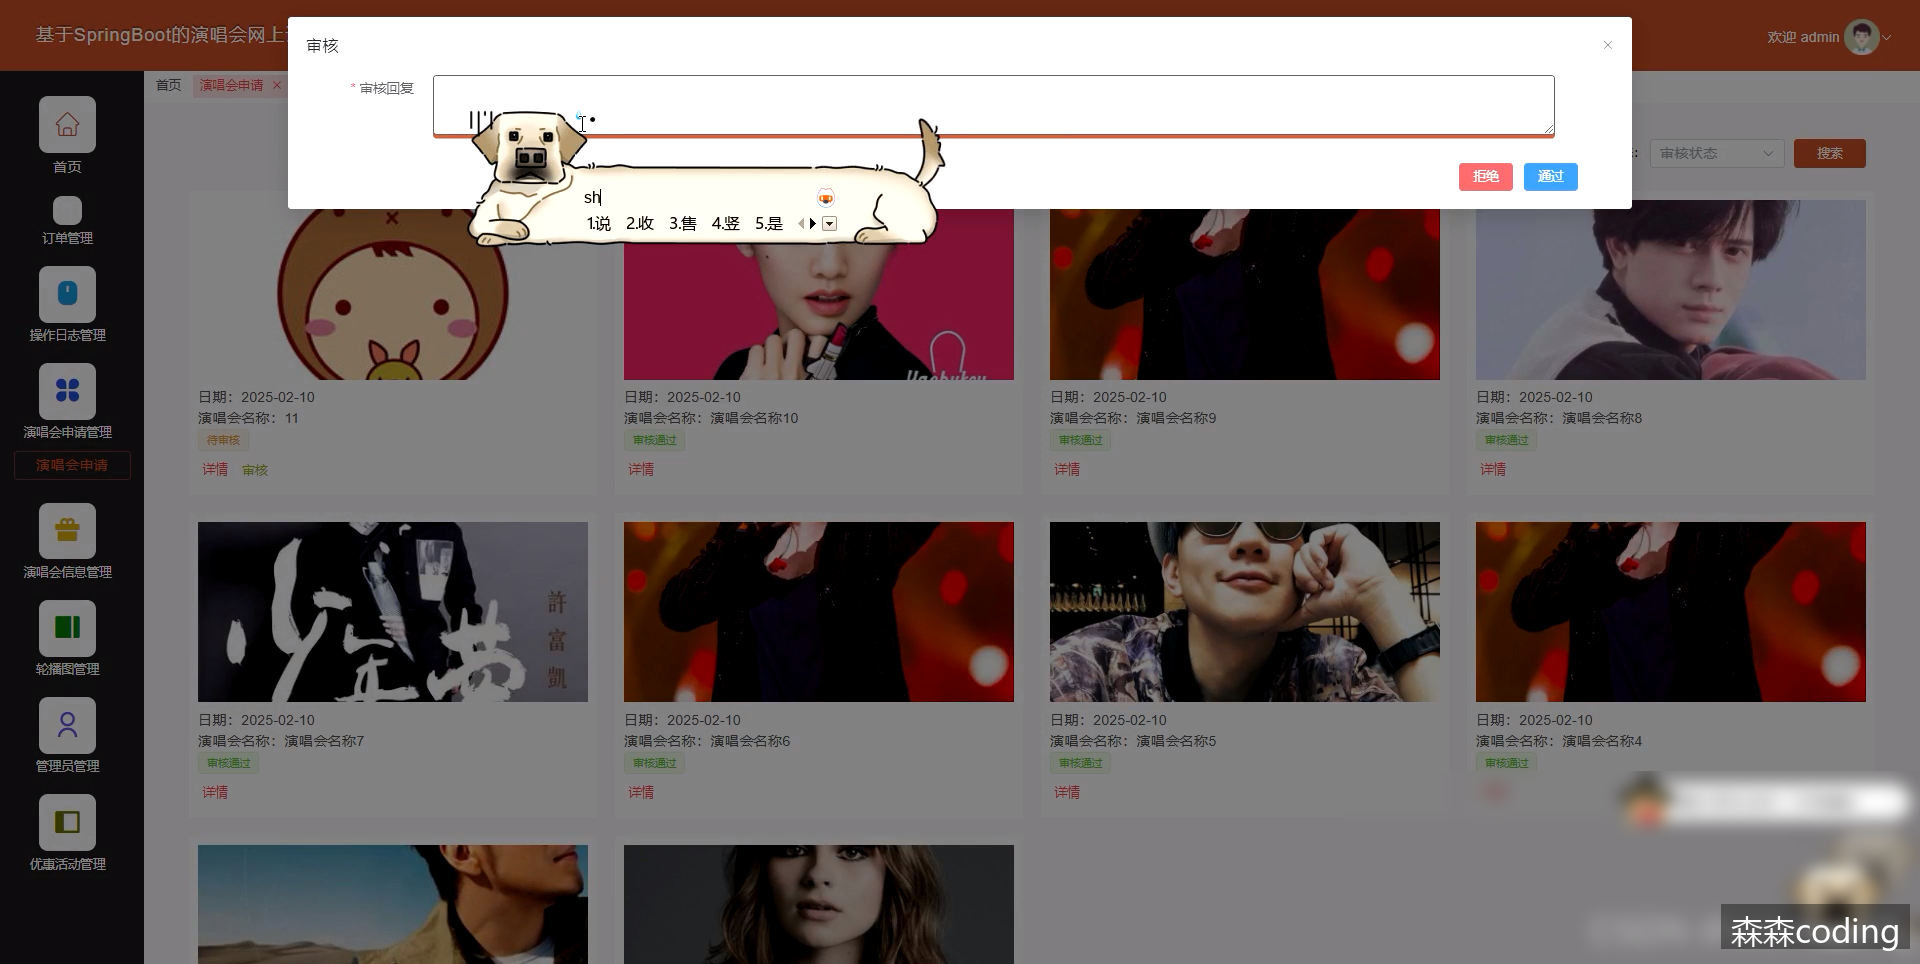 基于SpringBoot的演唱会网上
欢迎 admin
审核
* 审核回复
拒绝
通过
sh
1.说 2.收 3.售 4.竖 5.是
首页
演唱会申请
审核状态
搜索
首页
订单管理
操作日志管理
演唱会申请管理
演唱会申请
演唱会信息管理
轮播图管理
管理员管理
优惠活动管理
日期：2025-02-10
演唱会名称：11
待审核
详情 审核
日期：2025-02-10
演唱会名称：演唱会名称10
审核通过
详情
日期：2025-02-10
演唱会名称：演唱会名称9
审核通过
详情
日期：2025-02-10
演唱会名称：演唱会名称8
审核通过
详情
少年夢
許富凱
日期：2025-02-10
演唱会名称：演唱会名称7
审核通过
详情
日期：2025-02-10
演唱会名称：演唱会名称6
审核通过
详情
日期：2025-02-10
演唱会名称：演唱会名称5
审核通过
详情
日期：2025-02-10
演唱会名称：演唱会名称4
审核通过
森森coding